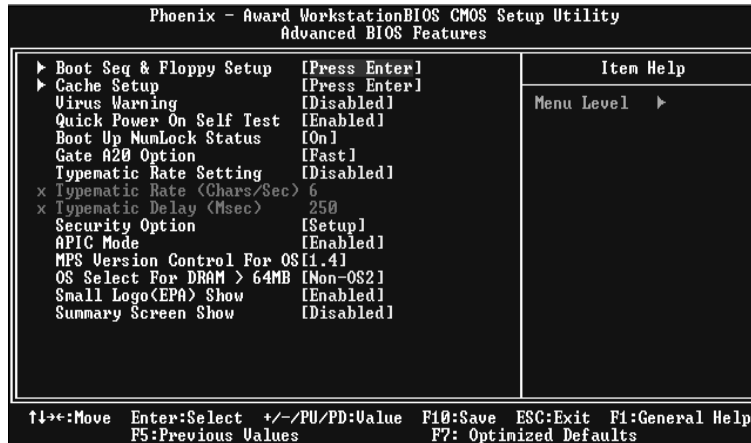 Phoenix - Award WorkstationBIOS CMOS Setup Utility
Advanced BIOS Features
▶ Boot Seq & Floppy Setup [Press Enter]
▶ Cache Setup [Press Enter]
Virus Warning [Disabled]
Quick Power On Self Test [Enabled]
Boot Up NumLock Status [On]
Gate A20 Option [Fast]
Typematic Rate Setting [Disabled]
x Typematic Rate (Chars/Sec) 6
x Typematic Delay (Msec) 250
Security Option [Setup]
APIC Mode [Enabled]
MPS Version Control For OS[1.4]
OS Select For DRAM > 64MB [Non-OS2]
Small Logo(EPA) Show [Enabled]
Summary Screen Show [Disabled]
Item Help
Menu Level ▶
↑↓→←:Move Enter:Select +/-/PU/PD:Value F10:Save ESC:Exit F1:General Help
F5:Previous Values F7: Optimized Defaults